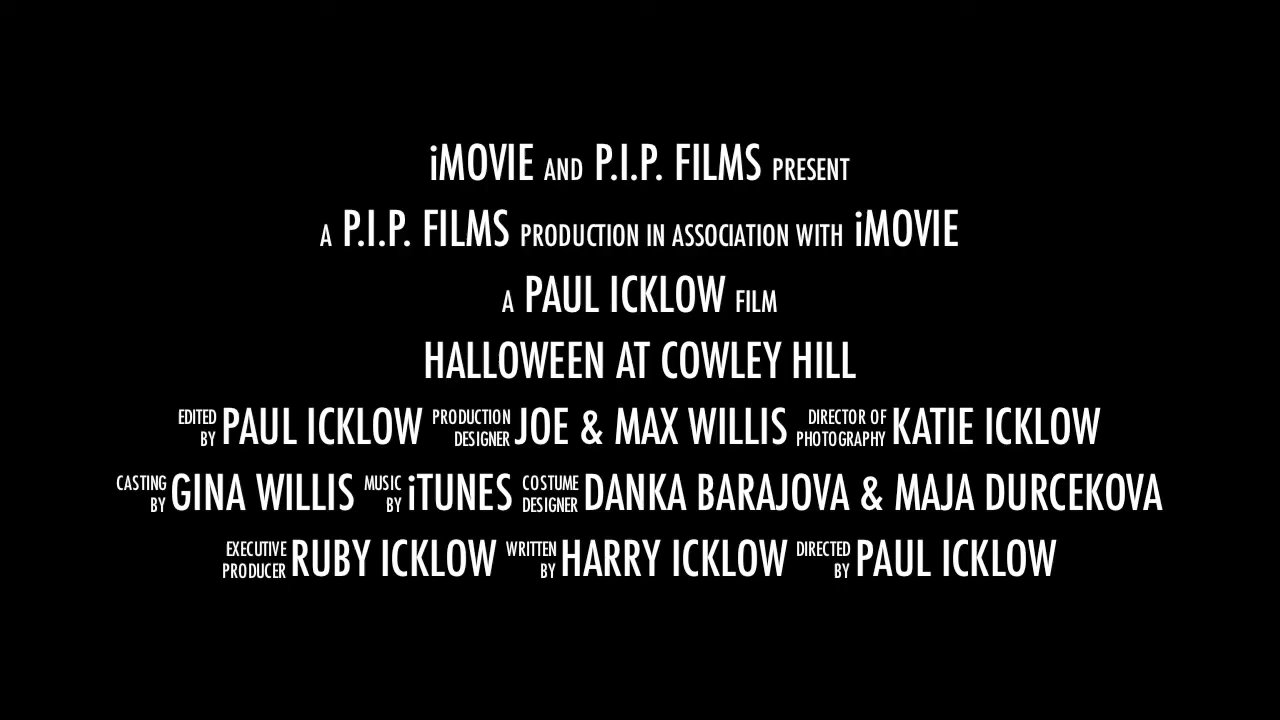 iMOVIE AND P.I.P. FILMS PRESENT
A P.I.P. FILMS PRODUCTION IN ASSOCIATION WITH iMOVIE
A PAUL ICKLOW FILM
HALLOWEEN AT COWLEY HILL
EDITED BY PAUL ICKLOW PRODUCTION DESIGNER JOE & MAX WILLIS DIRECTOR OF PHOTOGRAPHY KATIE ICKLOW
CASTING BY GINA WILLIS MUSIC BY iTUNES COSTUME DESIGNER DANKA BARAJOVA & MAJA DURCEKOVA
EXECUTIVE PRODUCER RUBY ICKLOW WRITTEN BY HARRY ICKLOW DIRECTED BY PAUL ICKLOW